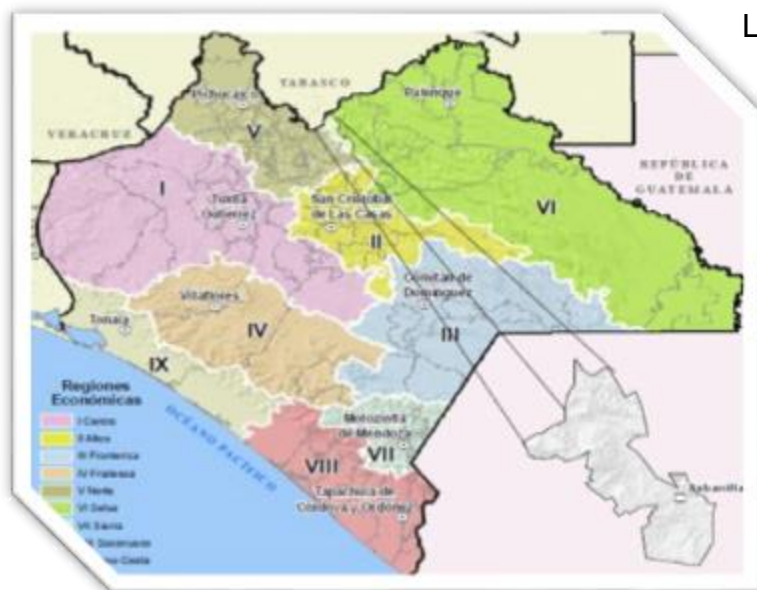 L
TABASCO
Palenque
VERACRUZ
V
REPÚBLICA
DE
GUATEMALA
I
Tuxtla
Gutiérrez
San Cristóbal
de Las Casas
VI
II
Comitán de
Domínguez
Villaflores
Tonalá
IV
III
IX
Regiones
Económicas
I Centro
II Altos
III Fronteriza
IV Frailesca
V Norte
VI Selva
VII Sierra
OCÉANO PACÍFICO
Motozintla
de Mendoza
VII
VIII
Tapachula de
Córdova y Ordóñez
Sabanilla